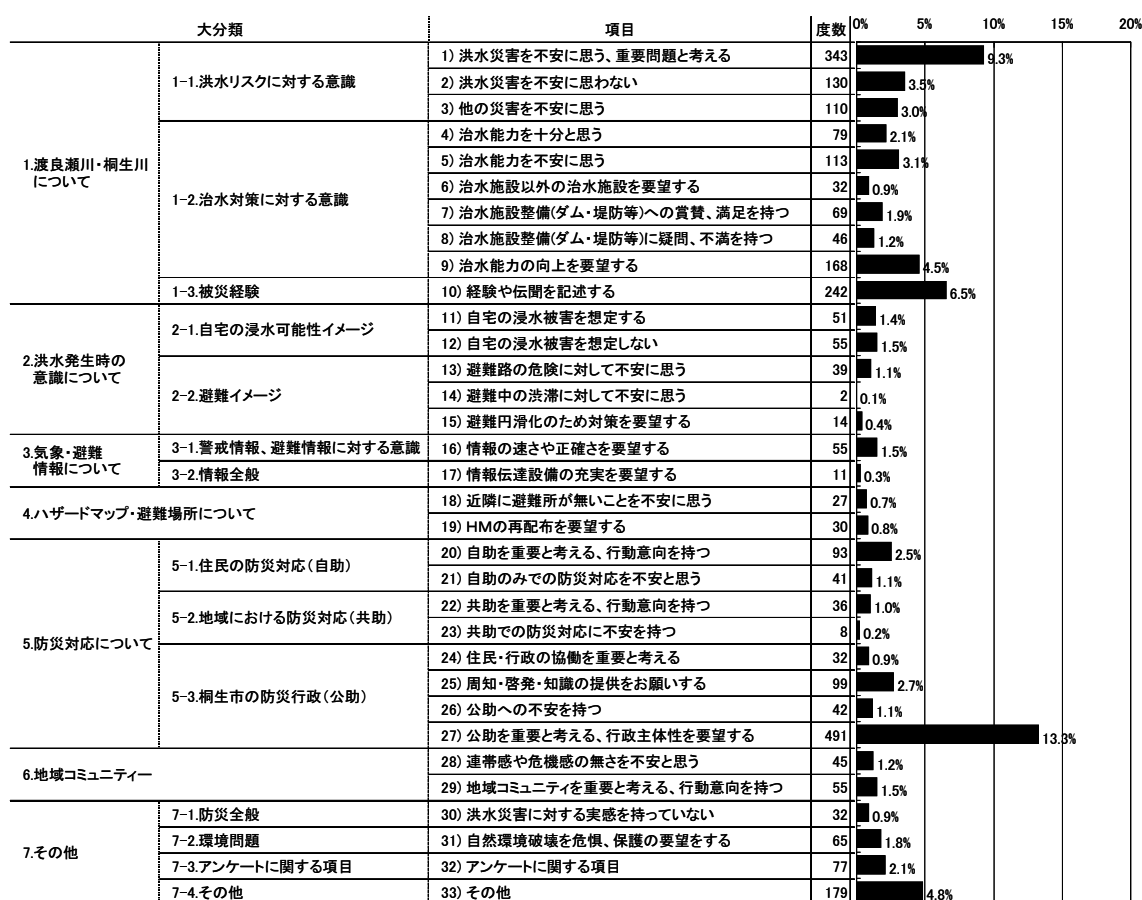 大分類 項目 度数 0% 5% 10% 15% 20%
1) 洪水災害を不安に思う、重要問題と考える 343 9.3%
1-1.洪水リスクに対する意識 2) 洪水災害を不安に思わない 130 3.5%
3) 他の災害を不安に思う 110 3.0%
4) 治水能力を十分と思う 79 2.1%
1.渡良瀬川・桐生川 5) 治水能力を不安に思う 113 3.1%
について 6) 治水施設以外の治水施設を要望する 32 0.9%
1-2.治水対策に対する意識 7) 治水施設整備(ダム・堤防等)への賞賛、満足を持つ 69 1.9%
8) 治水施設整備(ダム・堤防等)に疑問、不満を持つ 46 1.2%
9) 治水能力の向上を要望する 168 4.5%
1-3.被災経験 10) 経験や伝聞を記述する 242 6.5%
11) 自宅の浸水被害を想定する 51 1.4%
2-1.自宅の浸水可能性イメージ 12) 自宅の浸水被害を想定しない 55 1.5%
2.洪水発生時の 13) 避難路の危険に対して不安に思う 39 1.1%
意識について
2-2.避難イメージ 14) 避難中の渋滞に対して不安に思う 2 0.1%
15) 避難円滑化のため対策を要望する 14 0.4%
3.気象・避難 3-1.警戒情報、避難情報に対する意識 16) 情報の速さや正確さを要望する 55 1.5%
情報について 3-2.情報全般 17) 情報伝達設備の充実を要望する 11 0.3%
18) 近隣に避難所が無いことを不安に思う 27 0.7%
4.ハザードマップ・避難場所について 19) HMの再配布を要望する 30 0.8%
20) 自助を重要と考える、行動意向を持つ 93 2.5%
5-1.住民の防災対応(自助) 21) 自助のみでの防災対応を不安と思う 41 1.1%
22) 共助を重要と考える、行動意向を持つ 36 1.0%
5-2.地域における防災対応(共助) 23) 共助での防災対応に不安を持つ 8 0.2%
5.防災対応について 24) 住民・行政の協働を重要と考える 32 0.9%
25) 周知・啓発・知識の提供をお願いする 99 2.7%
5-3.桐生市の防災行政(公助) 26) 公助への不安を持つ 42 1.1%
27) 公助を重要と考える、行政主体性を要望する 491 13.3%
28) 連帯感や危機感の無さを不安と思う 45 1.2%
6.地域コミュニティー 29) 地域コミュニティを重要と考える、行動意向を持つ 55 1.5%
7-1.防災全般 30) 洪水災害に対する実感を持っていない 32 0.9%
7-2.環境問題 31) 自然環境破壊を危惧、保護の要望をする 65 1.8%
7.その他 7-3.アンケートに関する項目 32) アンケートに関する項目 77 2.1%
7-4.その他 33) その他 179 4.8%